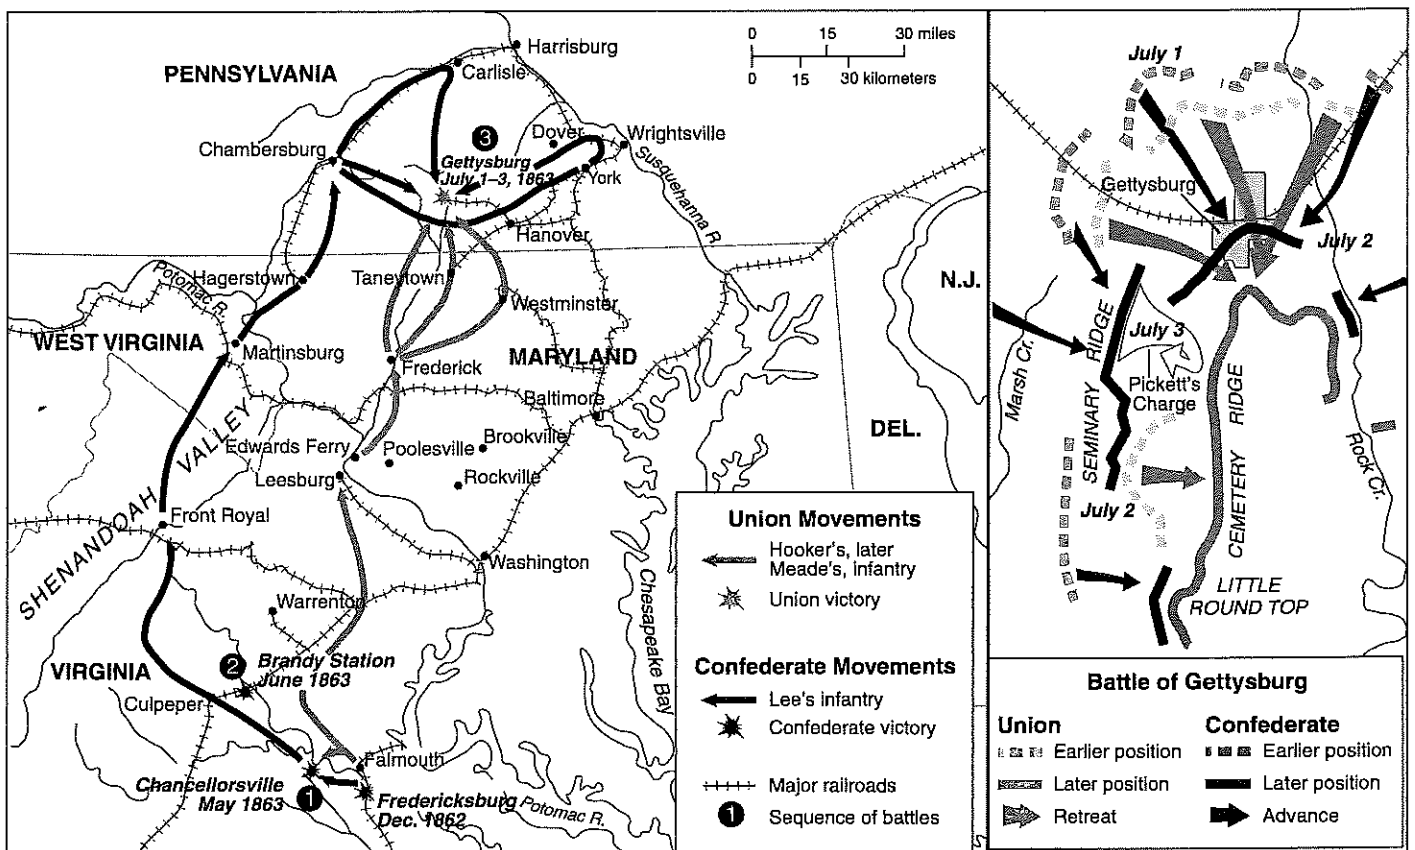 0 15 30 miles
0 15 30 kilometers
PENNSYLVANIA
Harrisburg
Carlisle
3
Dover
Wrightsville
Chambersburg
Gettysburg
July 1–3, 1863
York
Susquehanna R.
Hanover
Potomac R.
Hagerstown
Taneytown
Westminster
N.J.
WEST VIRGINIA
Martinsburg
Frederick
MARYLAND
Baltimore
DEL.
SHENANDOAH VALLEY
Edwards Ferry
Poolesville
Brookville
Leesburg
Rockville
Front Royal
Washington
Warrenton
Chesapeake Bay
VIRGINIA
2
Brandy Station
June 1863
Culpeper
Falmouth
Chancellorsville
May 1863
1
Fredericksburg
Dec. 1862
Potomac R.
Union Movements
Hooker's, later
Meade's, infantry
Union victory
Confederate Movements
Lee's infantry
Confederate victory
Major railroads
1 Sequence of battles
July 1
Gettysburg
July 2
July 3
Pickett's
Charge
Marsh Cr.
SEMINARY RIDGE
CEMETERY RIDGE
Rock Cr.
July 2
LITTLE
ROUND TOP
Battle of Gettysburg
Union
Earlier position
Later position
Retreat
Confederate
Earlier position
Later position
Advance